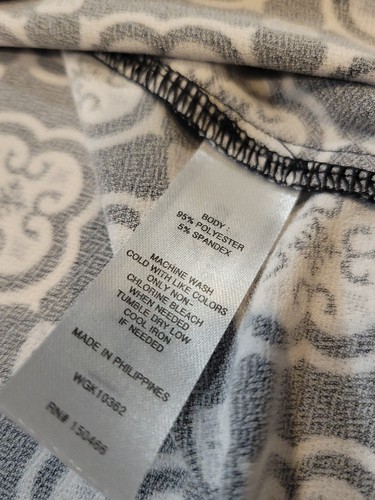 BODY :
95% POLYESTER
5% SPANDEX
MACHINE WASH
COLD WITH LIKE COLORS
ONLY NON-
CHLORINE BLEACH
WHEN NEEDED
TUMBLE DRY LOW
COOL IRON
IF NEEDED
MADE IN PHILIPPINES
WGK10362
RN# 150466